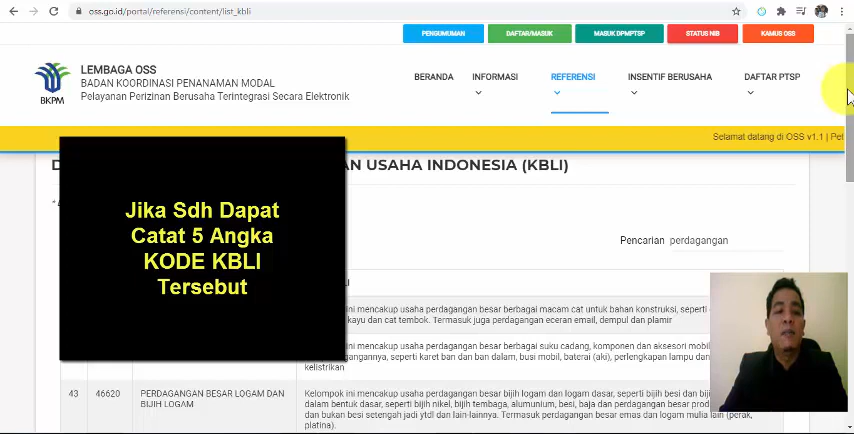 oss.go.id/portal/referensi/content/list_kbli
PENGUMUMAN
DAFTAR/MASUK
MASUK DPMPTSP
STATUS NIB
KAMUS OSS
LEMBAGA OSS
BADAN KOORDINASI PENANAMAN MODAL
Pelayanan Perizinan Berusaha Terintegrasi Secara Elektronik
BKPM
BERANDA
INFORMASI
REFERENSI
INSENTIF BERUSAHA
DAFTAR PTSP
Selamat datang di OSS v1.1 | Pet
AN USAHA INDONESIA (KBLI)
Jika Sdh Dapat
Catat 5 Angka
KODE KBLI
Tersebut
Pencarian perdagangan
ini mencakup usaha perdagangan besar berbagai macam cat untuk bahan konstruksi, seperti
kayu dan cat tembok. Termasuk juga perdagangan eceran email, dempul dan plamir
ini mencakup usaha perdagangan besar berbagai suku cadang, komponen dan aksesori mobil
gannya, seperti karet ban dan ban dalam, busi mobil, baterai (aki), perlengkapan lampu dan
kelistrikan
43 46620 PERDAGANGAN BESAR LOGAM DAN
BIJIH LOGAM
Kelompok ini mencakup usaha perdagangan besar bijih logam dan logam dasar, seperti bijih besi dan biji
dalam bentuk dasar, seperti bijih nikel, bijih tembaga, alumunium, besi, baja dan perdagangan besar prod
dan bukan besi setengah jadi ytdl dan lain-lainnya. Termasuk perdagangan besar emas dan logam mulia lain (perak,
platina).